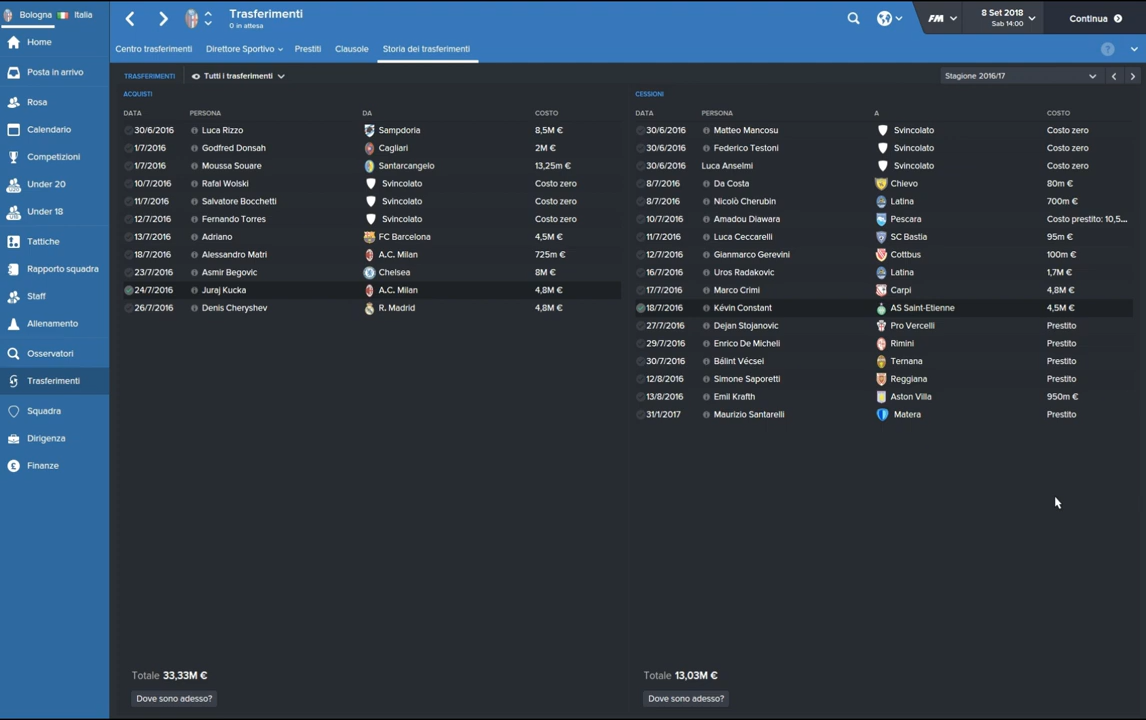 Bologna Italia
Trasferimenti
0 in attesa
FM
8 Set 2018
Sab 14:00
Continua
Centro trasferimenti Direttore Sportivo Prestiti Clausole Storia dei trasferimenti
Home
Posta in arrivo
Rosa
Calendario
Competizioni
Under 20
Under 18
Tattiche
Rapporto squadra
Staff
Allenamento
Osservatori
Trasferimenti
Squadra
Dirigenza
Finanze
TRASFERIMENTI Tutti i trasferimenti Stagione 2016/17
ACQUISTI
DATA PERSONA DA COSTO
30/6/2016 Luca Rizzo Sampdoria 8,5M €
1/7/2016 Godfred Donsah Cagliari 2M €
1/7/2016 Moussa Souare Santarcangelo 13,25m €
10/7/2016 Rafal Wolski Svincolato Costo zero
11/7/2016 Salvatore Bocchetti Svincolato Costo zero
12/7/2016 Fernando Torres Svincolato Costo zero
13/7/2016 Adriano FC Barcelona 4,5M €
18/7/2016 Alessandro Matri A.C. Milan 725m €
23/7/2016 Asmir Begovic Chelsea 8M €
24/7/2016 Juraj Kucka A.C. Milan 4,8M €
26/7/2016 Denis Cheryshev R. Madrid 4,8M €
Totale 33,33M €
Dove sono adesso?
CESSIONI
DATA PERSONA A COSTO
30/6/2016 Matteo Mancosu Svincolato Costo zero
30/6/2016 Federico Testoni Svincolato Costo zero
30/6/2016 Luca Anselmi Svincolato Costo zero
8/7/2016 Da Costa Chievo 80m €
8/7/2016 Nicolò Cherubin Latina 700m €
10/7/2016 Amadou Diawara Pescara Costo prestito: 10,5...
11/7/2016 Luca Ceccarelli SC Bastia 95m €
12/7/2016 Gianmarco Gerevini Cottbus 100m €
16/7/2016 Uros Radakovic Latina 1,7M €
17/7/2016 Marco Crimi Carpi 4,8M €
18/7/2016 Kévin Constant AS Saint-Etienne 4,5M €
27/7/2016 Dejan Stojanovic Pro Vercelli Prestito
29/7/2016 Enrico De Micheli Rimini Prestito
30/7/2016 Bálint Vécsei Ternana Prestito
12/8/2016 Simone Saporetti Reggiana Prestito
13/8/2016 Emil Krafth Aston Villa 950m €
31/1/2017 Maurizio Santarelli Matera Prestito
Totale 13,03M €
Dove sono adesso?